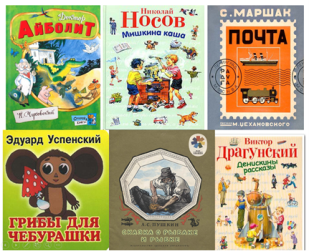 Доктор
АЙБОЛИТ
К. Чуковский
Николай
НОСОВ
Мишкина каша
С. МАРШАК
ПОЧТА
М. ЦЕХАНОВСКОГО
Эдуард Успенский
ГРИБЫ ДЛЯ
ЧЕБУРАШКИ
А.С. ПУШКИН
СКАЗКА О РЫБАКЕ
И РЫБКЕ
Виктор
ДРАГУНСКИЙ
Денискины
рассказы